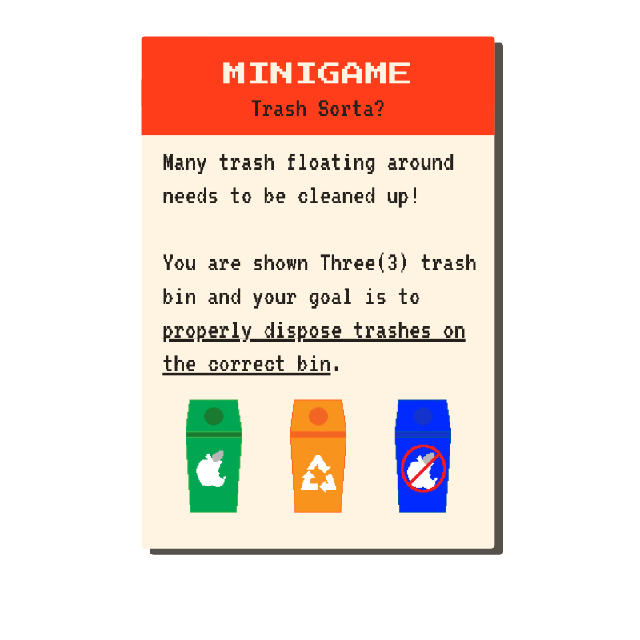 MINIGAME
Trash Sorta?
Many trash floating around
needs to be cleaned up!
You are shown Three(3) trash
bin and your goal is to
properly dispose trashes on
the correct bin.